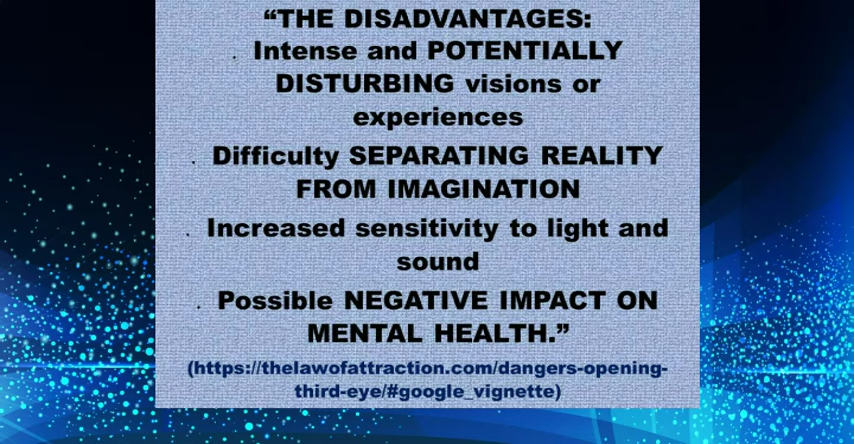 “THE DISADVANTAGES:
. Intense and POTENTIALLY
DISTURBING visions or
experiences
. Difficulty SEPARATING REALITY
FROM IMAGINATION
. Increased sensitivity to light and
sound
. Possible NEGATIVE IMPACT ON
MENTAL HEALTH.”
(https://thelawofattraction.com/dangers-opening-
third-eye/#google_vignette)